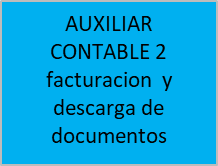 AUXILIAR
CONTABLE 2
facturacion y
descarga de
documentos